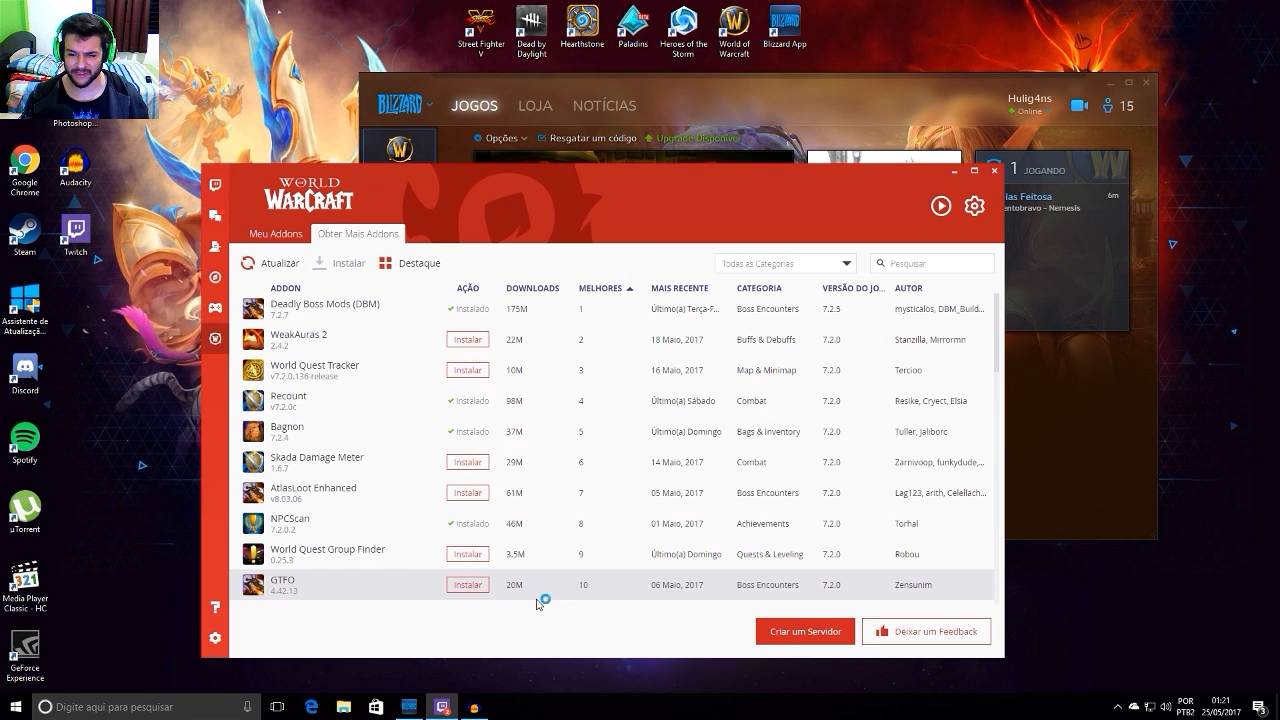 Street Fighter V
Dead by Daylight
Hearthstone
Paladins
BETA
Heroes of the Storm
World of Warcraft
Blizzard App
Photoshop...
Google Chrome
Audacity
Steam
Twitch
Assistente de Atualizaçã...
Discord
Spotify
µTorrent
321
Media Player Classic - HC
GeForce Experience
BLIZZARD
JOGOS
LOJA
NOTÍCIAS
Hulig4ns
Online
15
Opções
Resgatar um código
Upgrade Disponível
1 JOGANDO
las Feitosa
6m
entobravo - Nemesis
WORLD
WARCRAFT
Meu Addons
Obter Mais Addons
Atualizar
Instalar
Destaque
Todas as Categorias
Pesquisar
ADDON AÇÃO DOWNLOADS MELHORES MAIS RECENTE CATEGORIA VERSÃO DO JO... AUTOR
Deadly Boss Mods (DBM)
7.2.7
Instalado 175M 1 Último(a) Terça-F... Boss Encounters 7.2.5 mysticalos, DBM_Build...
WeakAuras 2
2.4.2
Instalar 22M 2 18 Maio, 2017 Buffs & Debuffs 7.2.0 Stanzilla, Mirrormn
World Quest Tracker
v7.2.0.136-release
Instalar 10M 3 16 Maio, 2017 Map & Minimap 7.2.0 Tercioo
Recount
v7.2.0c
Instalado 98M 4 Último(a) Sábado Combat 7.2.0 Resike, Cryect, Elsia
Bagnon
7.2.4
Instalado 37M 5 Último(a) Domingo Bags & Inventory 7.2.0 Tuller, Jaliborc
Skada Damage Meter
1.6.7
Instalar 29M 6 14 Maio, 2017 Combat 7.2.0 Zarnivoop, funkydude,...
AtlasLoot Enhanced
v8.03.06
Instalar 61M 7 05 Maio, 2017 Boss Encounters 7.2.0 Lag123, arith, Celellach...
NPCScan
7.2.0.2
Instalado 46M 8 01 Maio, 2017 Achievements 7.2.0 Torhal
World Quest Group Finder
0.25.3
Instalar 3.5M 9 Último(a) Domingo Quests & Leveling 7.2.0 Robou
GTFO
4.42.13
Instalar 20M 10 06 Maio, 2017 Boss Encounters 7.2.0 Zensunim
Criar um Servidor
Deixar um Feedback
Digite aqui para pesquisar
POR
PTB2
01:21
25/05/2017